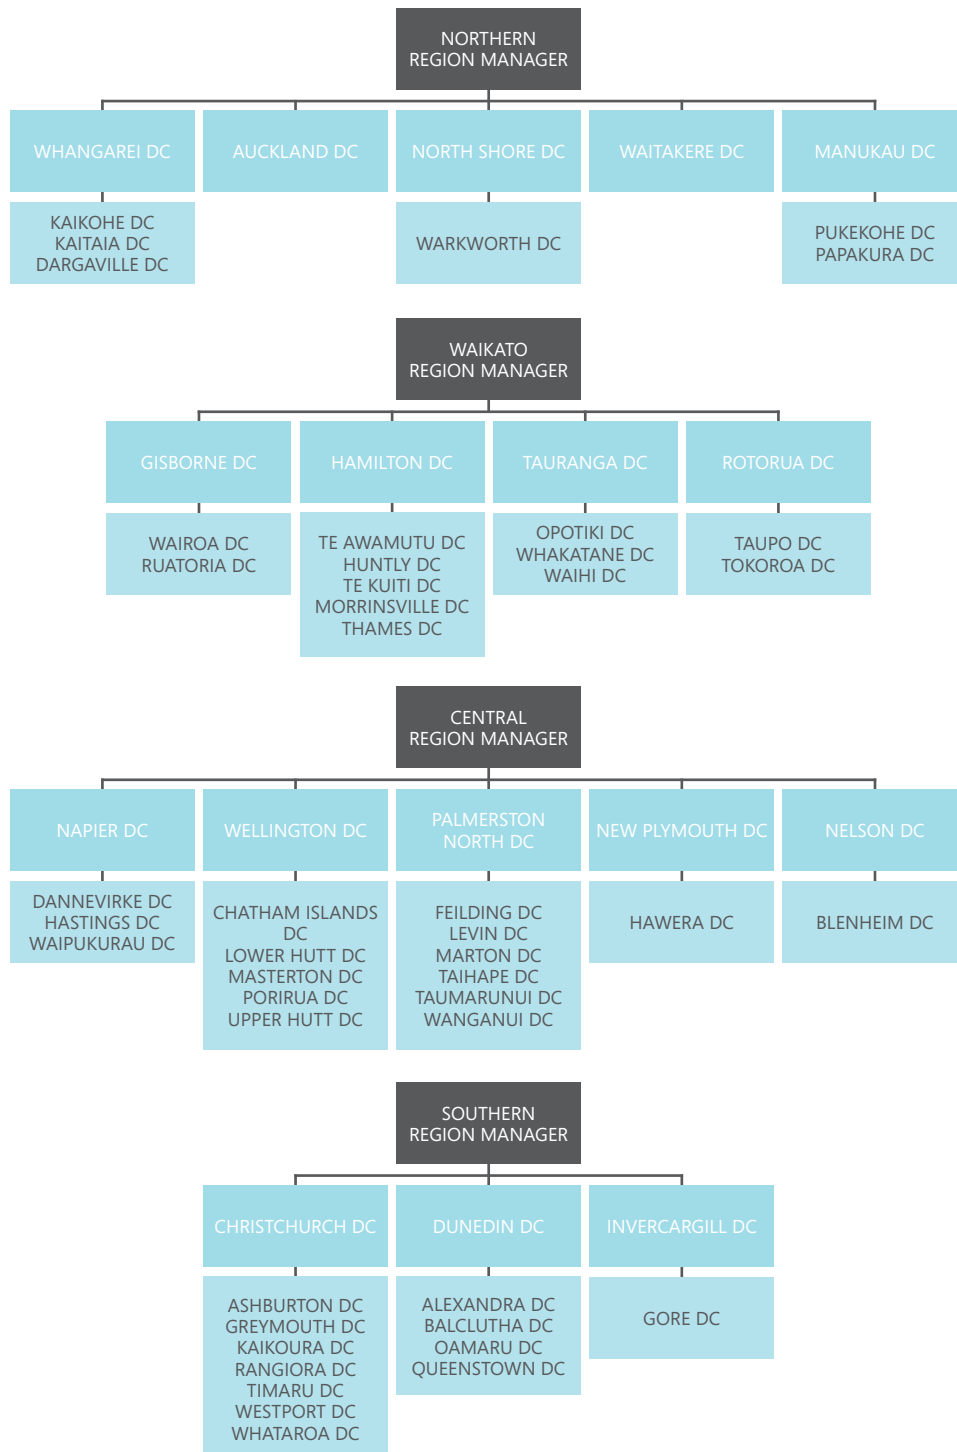 NORTHERN
REGION MANAGER
WHANGAREI DC
AUCKLAND DC
NORTH SHORE DC
WAITAKERE DC
MANUKAU DC
KAIKOHE DC
KAITAIA DC
DARGAVILLE DC
WARKWORTH DC
PUKEKOHE DC
PAPAKURA DC
WAIKATO
REGION MANAGER
GISBORNE DC
HAMILTON DC
TAURANGA DC
ROTORUA DC
WAIROA DC
RUATORIA DC
TE AWAMUTU DC
HUNTLY DC
TE KUITI DC
MORRINSVILLE DC
THAMES DC
OPOTIKI DC
WHAKATANE DC
WAIHI DC
TAUPO DC
TOKOROA DC
CENTRAL
REGION MANAGER
NAPIER DC
WELLINGTON DC
PALMERSTON
NORTH DC
NEW PLYMOUTH DC
NELSON DC
DANNEVIRKE DC
HASTINGS DC
WAIPUKURAU DC
CHATHAM ISLANDS
DC
LOWER HUTT DC
MASTERTON DC
PORIRUA DC
UPPER HUTT DC
FEILDING DC
LEVIN DC
MARTON DC
TAIHAPE DC
TAUMARUNUI DC
WANGANUI DC
HAWERA DC
BLENHEIM DC
SOUTHERN
REGION MANAGER
CHRISTCHURCH DC
DUNEDIN DC
INVERCARGILL DC
ASHBURTON DC
GREYMOUTH DC
KAIKOURA DC
RANGIORA DC
TIMARU DC
WESTPORT DC
WHATAROA DC
ALEXANDRA DC
BALCLUTHA DC
OAMARU DC
QUEENSTOWN DC
GORE DC